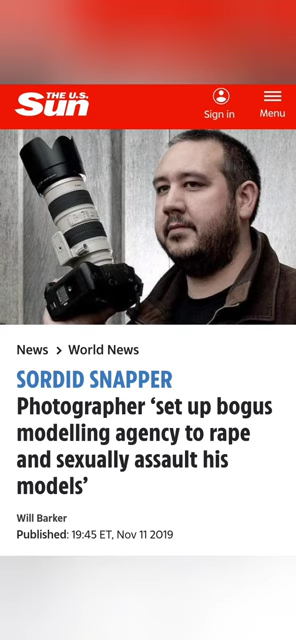 THE U.S.
Sun
Sign in
Menu
News > World News
SORDID SNAPPER
Photographer ‘set up bogus
modelling agency to rape
and sexually assault his
models’
Will Barker
Published: 19:45 ET, Nov 11 2019